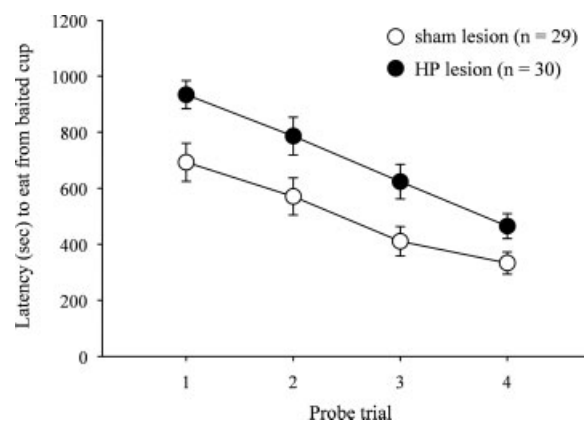 1200
1000
800
600
400
200
0
Latency (sec) to eat from baited cup
sham lesion (n = 29)
HP lesion (n = 30)
1 2 3 4
Probe trial